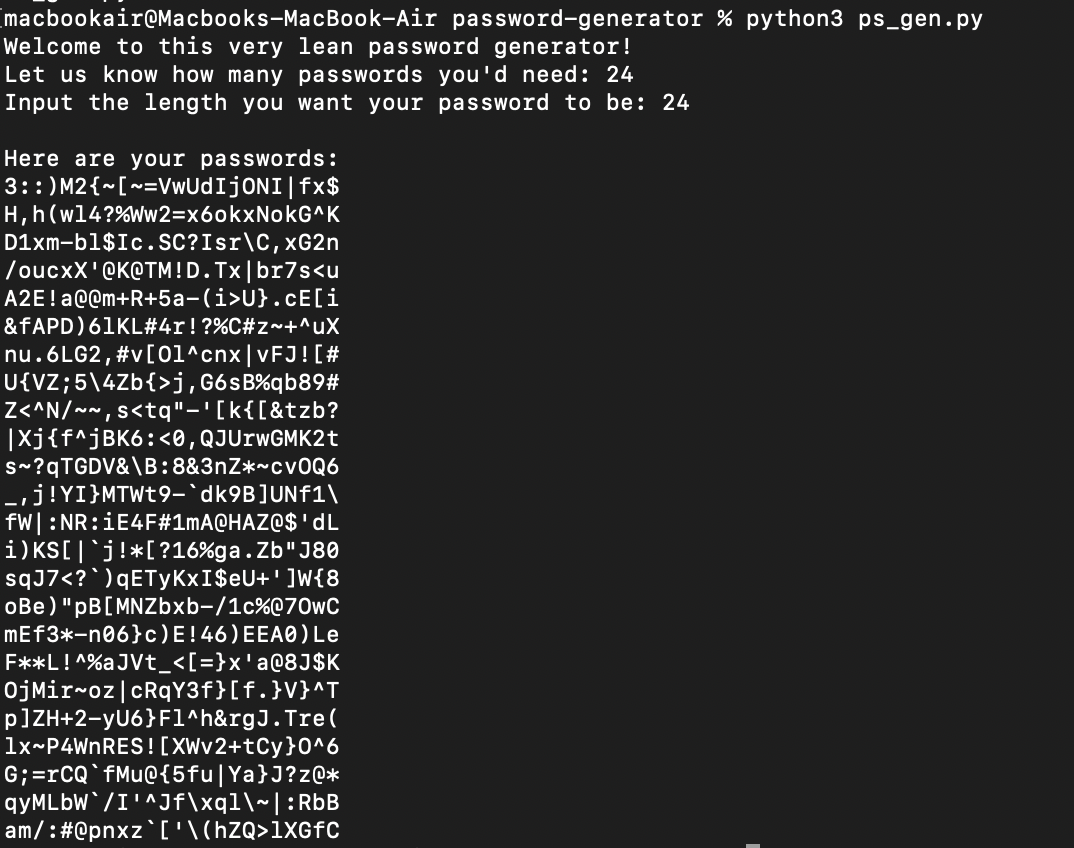 macbookair@Macbooks-MacBook-Air password-generator % python3 ps_gen.py
Welcome to this very lean password generator!
Let us know how many passwords you'd need: 24
Input the length you want your password to be: 24
Here are your passwords:
3::)M2{~[~=VwUdIjONI|fx$
H,h(wl4?%Ww2=x6okxNokG^K
D1xm-bl$Ic.SC?Isr\C,xG2n
/oucxX'@K@TM!D.Tx|br7s<u
A2E!a@@m+R+5a-(i>U}.cE[i
&fAPD)6lKL#4r!?%C#z~+^uX
nu.6LG2,#v[Ol^cnx|vFJ![#
U{VZ;5\4Zb{>j,G6sB%qb89#
Z<^N/~~,s<tq"-'[k{[&tzb?
|Xj{f^jBK6:<0,QJUrwGMK2t
s~?qTGDV&\B:8&3nZ*~cvOQ6
_,j!YI}MTWt9-`dk9B]UNf1\
fW|:NR:iE4F#1mA@HAZ@$'dL
i)KS[|`j!*[?16%ga.Zb"J80
sqJ7<?`)qETyKxI$eU+']W{8
oBe)"pB[MNZbxb-/1c%@7OwC
mEf3*-n06}c)E!46)EEA0)Le
F**L!^%aJVt_<[=}x'a@8J$K
OjMir~oz|cRqY3f}[f.}V}^T
p]ZH+2-yU6}Fl^h&rgJ.Tre(
lx~P4WnRES![XWv2+tCy}O^6
G;=rCQ`fMu@{5fu|Ya}J?z@*
qyMLbW`/I'^Jf\xql\~|:RbB
am/:#@pnxz`['\(hZQ>lXGfC